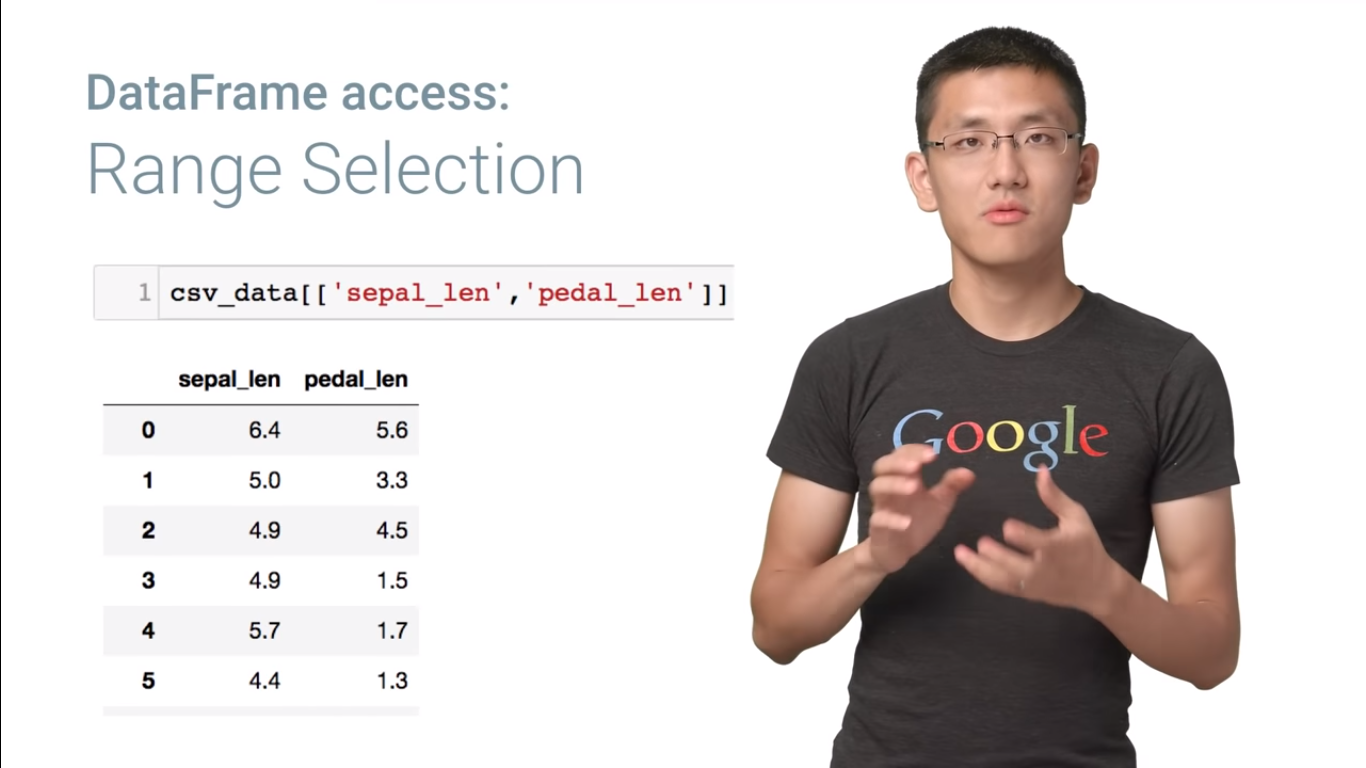 DataFrame access:
Range Selection
1 csv_data[['sepal_len','pedal_len']]
sepal_len pedal_len
0 6.4 5.6
1 5.0 3.3
2 4.9 4.5
3 4.9 1.5
4 5.7 1.7
5 4.4 1.3
Google